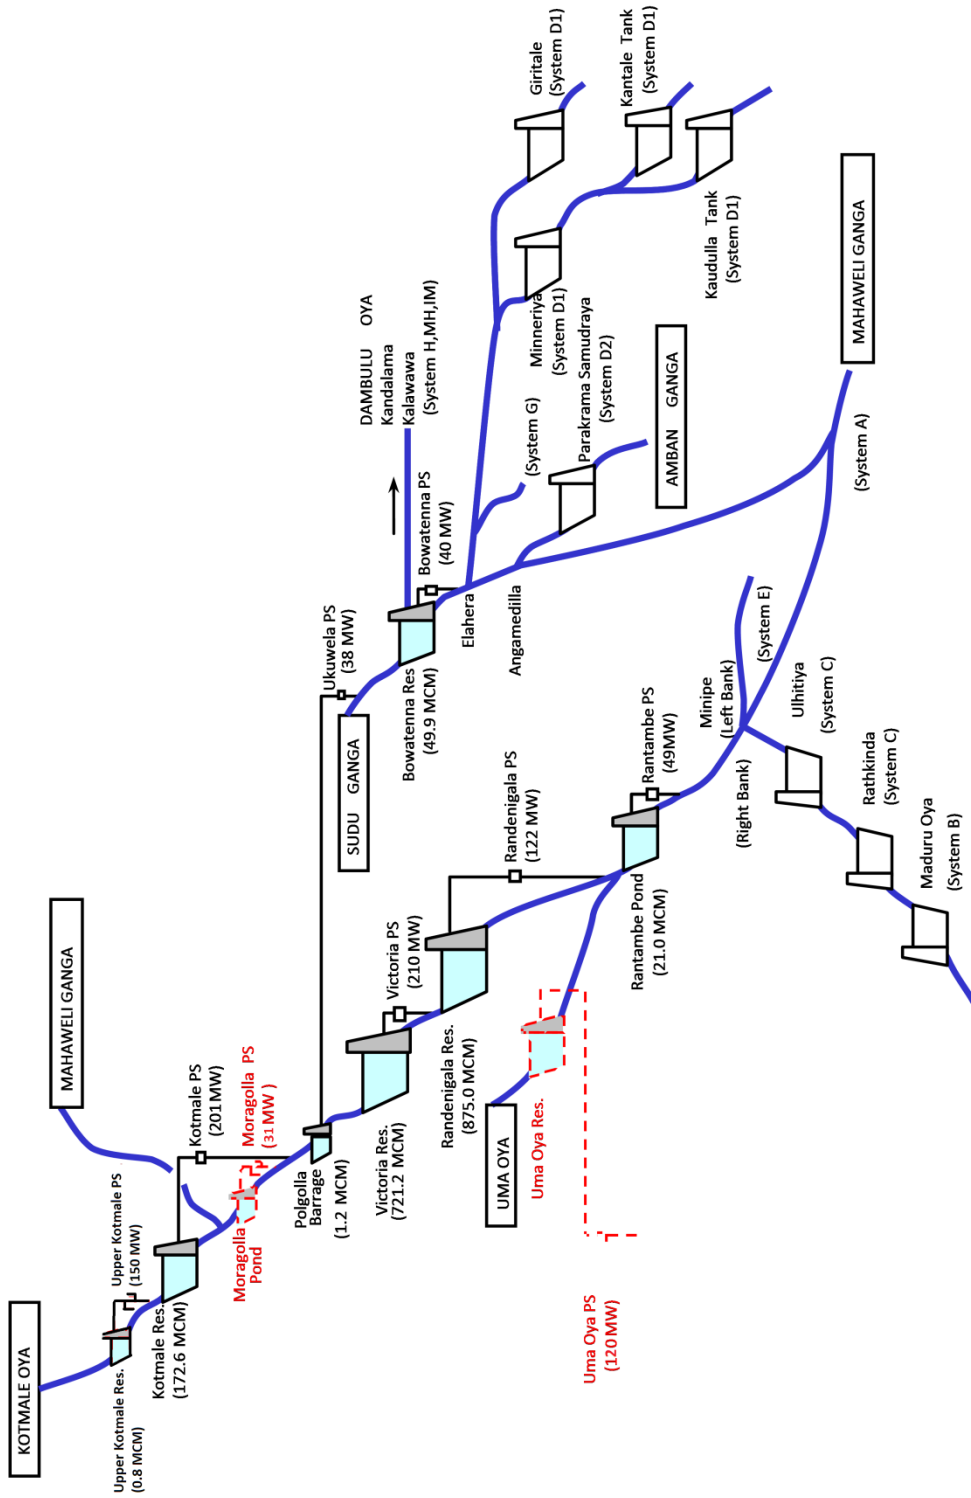 KOTMALE OYA
Upper Kotmale Res.
(0.8 MCM)
Upper Kotmale PS
(150 MW)
Kotmale Res.
(172.6 MCM)
MAHAWELI GANGA
Kotmale PS
(201MW)
Moragolla
Pond
Moragolla PS
(31 MW )
Polgolla
Barrage
(1.2 MCM)
Victoria Res.
(721.2 MCM)
Victoria PS
(210 MW)
Randenigala Res.
(875.0 MCM)
Randenigala PS
(122 MW)
UMA OYA
Uma Oya Res.
Uma Oya PS
(120 MW)
Rantambe Pond
(21.0 MCM)
Rantambe PS
(49MW)
SUDU GANGA
Ukuwela PS
(38 MW)
Bowatenna Res
(49.9 MCM)
Bowatenna PS
(40 MW)
DAMBULU OYA
Kandalama
Kalawawa
(System H,MH,IM)
Elahera
Angamedilla
(System G)
Parakrama Samudraya
(System D2)
AMBAN GANGA
Minneriya
(System D1)
Giritale
(System D1)
Kantale Tank
(System D1)
Kaudulla Tank
(System D1)
Minipe
(Left Bank)
(Right Bank)
(System E)
Ulhitiya
(System C)
Rathkinda
(System C)
Maduru Oya
(System B)
(System A)
MAHAWELI GANGA